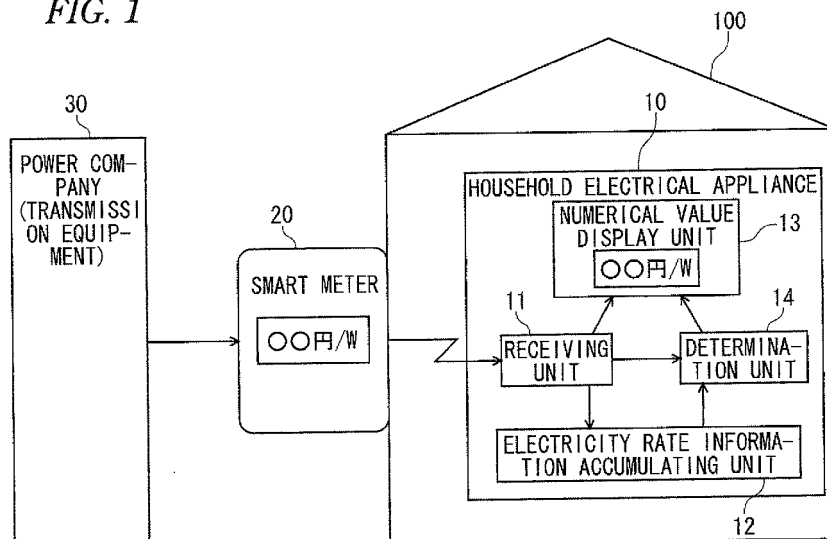 FIG. 1
100
30
10
POWER COM-
PANY
(TRANSMISSI
ON EQUIP-
MENT)
HOUSEHOLD ELECTRICAL APPLIANCE
NUMERICAL VALUE
DISPLAY UNIT
○○円/W
13
20
SMART METER
○○円/W
11
RECEIVING
UNIT
14
DETERMINA-
TION UNIT
ELECTRICITY RATE INFORMA-
TION ACCUMULATING UNIT
12